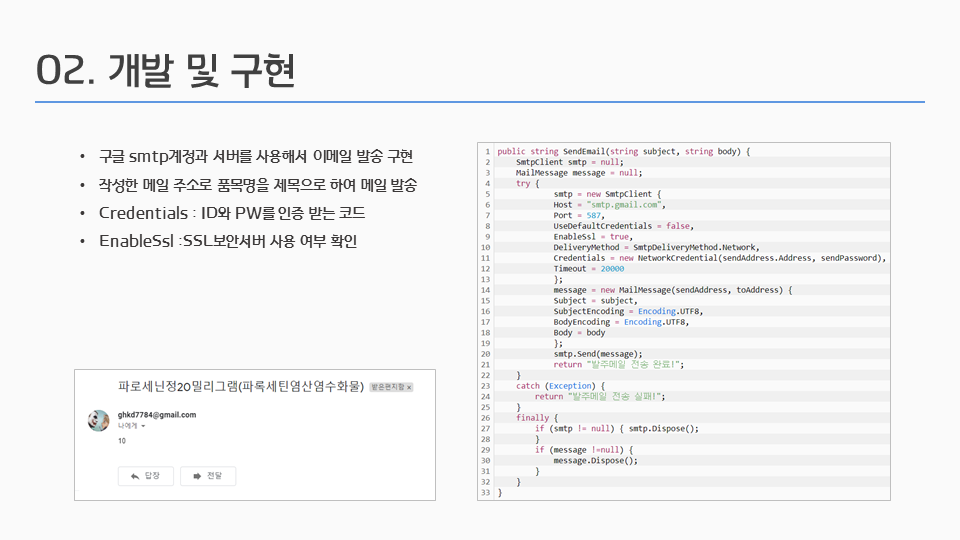 02. 개발 및 구현
• 구글 smtp계정과 서버를 사용해서 이메일 발송 구현
• 작성한 메일 주소로 품목명을 제목으로 하여 메일 발송
• Credentials : ID와 PW를 인증 받는 코드
• EnableSsl :SSL보안서버 사용 여부 확인
파로세닌정20밀리그램(파록세틴염산염수화물) 받은편지함 x
ghkd7784@gmail.com
나에게
10
답장 전달
1 public string SendEmail(string subject, string body) {
2 SmtpClient smtp = null;
3 MailMessage message = null;
4 try {
5 smtp = new SmtpClient {
6 Host = "smtp.gmail.com",
7 Port = 587,
8 UseDefaultCredentials = false,
9 EnableSsl = true,
10 DeliveryMethod = SmtpDeliveryMethod.Network,
11 Credentials = new NetworkCredential(sendAddress.Address, sendPassword),
12 Timeout = 20000
13 };
14 message = new MailMessage(sendAddress, toAddress) {
15 Subject = subject,
16 SubjectEncoding = Encoding.UTF8,
17 BodyEncoding = Encoding.UTF8,
18 Body = body
19 };
20 smtp.Send(message);
21 return "발주메일 전송 완료!";
22 }
23 catch (Exception) {
24 return "발주메일 전송 실패!";
25 }
26 finally {
27 if (smtp != null) { smtp.Dispose();
28 }
29 if (message !=null) {
30 message.Dispose();
31 }
32 }
33 }